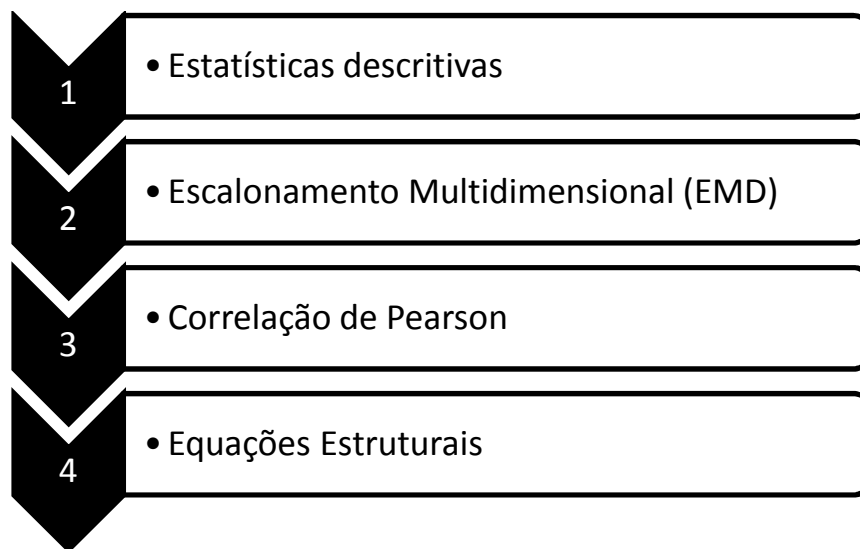 1 • Estatísticas descritivas
2 • Escalonamento Multidimensional (EMD)
3 • Correlação de Pearson
4 • Equações Estruturais